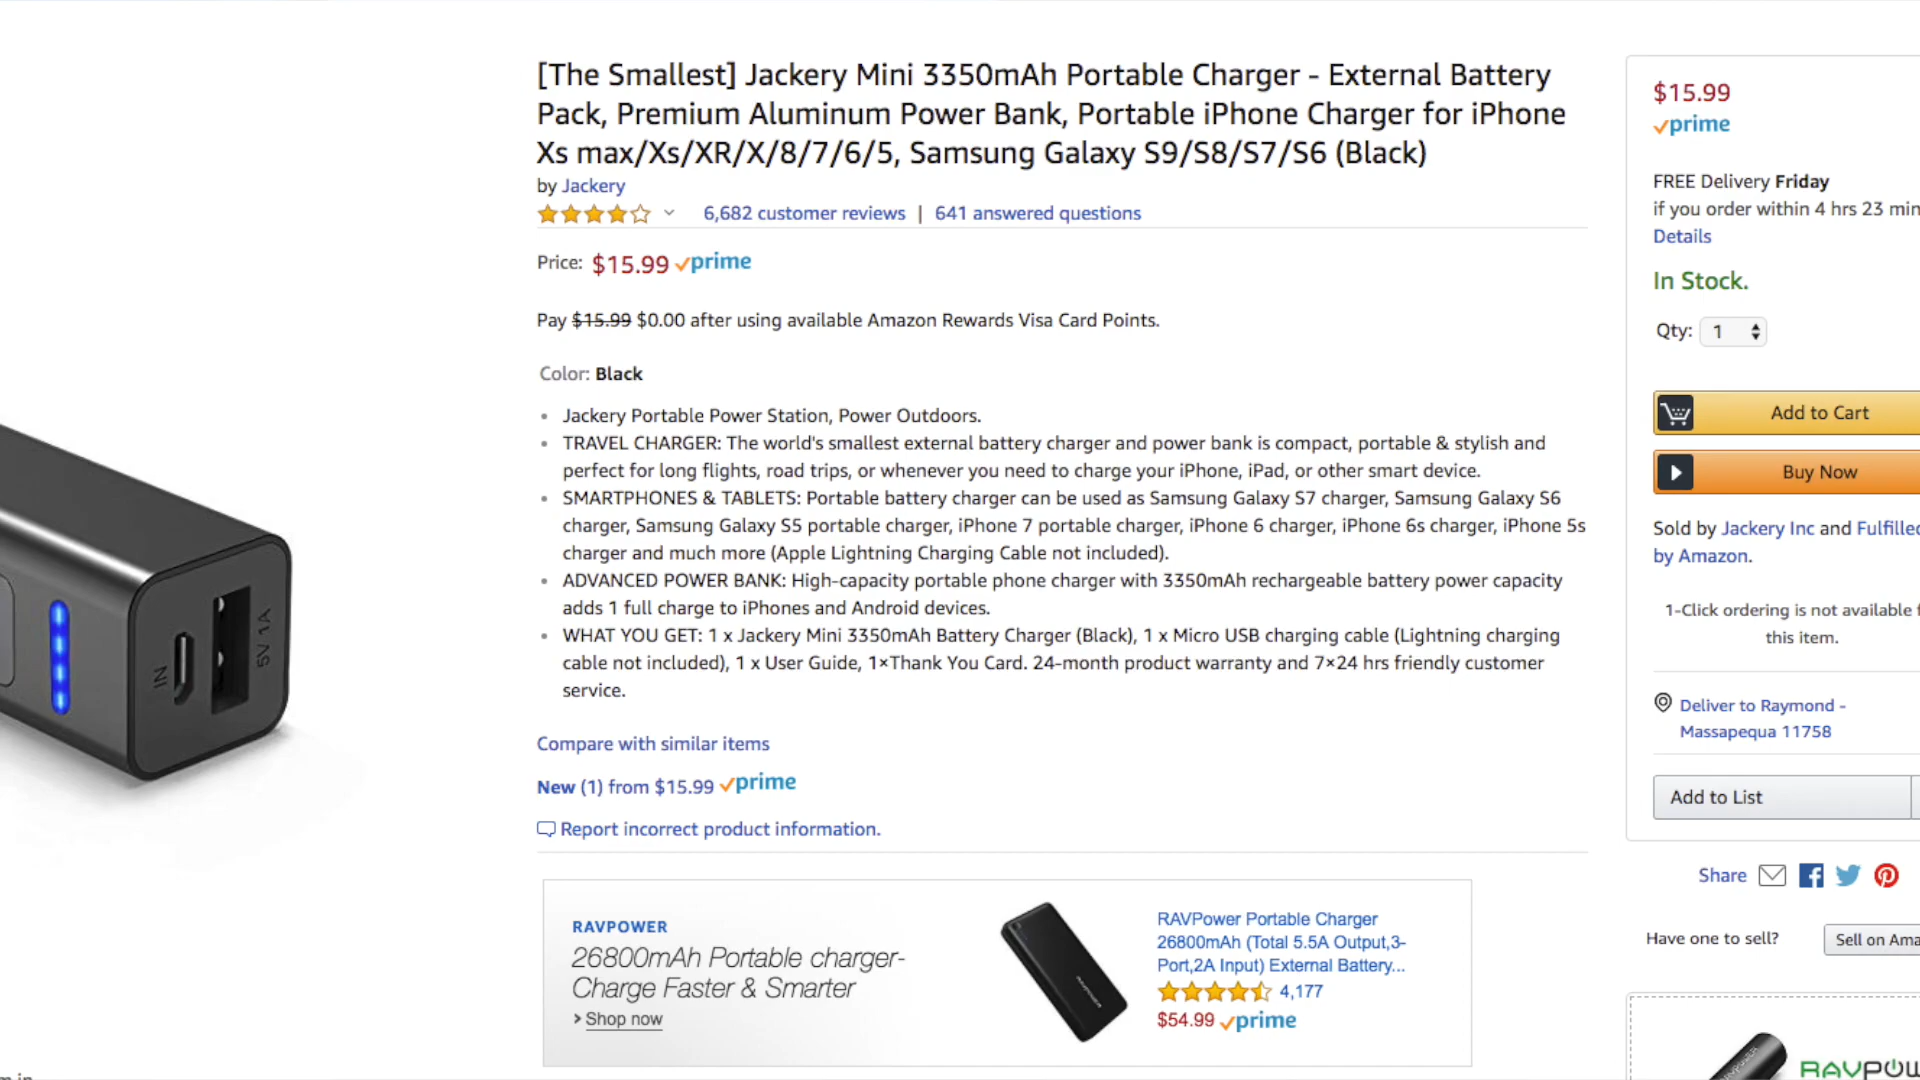 [The Smallest] Jackery Mini 3350mAh Portable Charger - External Battery
Pack, Premium Aluminum Power Bank, Portable iPhone Charger for iPhone
Xs max/Xs/XR/X/8/7/6/5, Samsung Galaxy S9/S8/S7/S6 (Black)
by Jackery
6,682 customer reviews | 641 answered questions
Price: $15.99 prime
Pay $15.99 $0.00 after using available Amazon Rewards Visa Card Points.
Color: Black
Jackery Portable Power Station, Power Outdoors.
TRAVEL CHARGER: The world's smallest external battery charger and power bank is compact, portable & stylish and
perfect for long flights, road trips, or whenever you need to charge your iPhone, iPad, or other smart device.
SMARTPHONES & TABLETS: Portable battery charger can be used as Samsung Galaxy S7 charger, Samsung Galaxy S6
charger, Samsung Galaxy S5 portable charger, iPhone 7 portable charger, iPhone 6 charger, iPhone 6s charger, iPhone 5s
charger and much more (Apple Lightning Charging Cable not included).
ADVANCED POWER BANK: High-capacity portable phone charger with 3350mAh rechargeable battery power capacity
adds 1 full charge to iPhones and Android devices.
WHAT YOU GET: 1 x Jackery Mini 3350mAh Battery Charger (Black), 1 x Micro USB charging cable (Lightning charging
cable not included), 1 x User Guide, 1×Thank You Card. 24-month product warranty and 7×24 hrs friendly customer
service.
Compare with similar items
New (1) from $15.99 prime
Report incorrect product information.
IN
5V 1A
RAVPOWER
26800mAh Portable charger-
Charge Faster & Smarter
> Shop now
RAVPower Portable Charger
26800mAh (Total 5.5A Output,3-
Port,2A Input) External Battery...
4,177
$54.99 prime
$15.99
prime
FREE Delivery Friday
if you order within 4 hrs 23 min
Details
In Stock.
Qty: 1
Add to Cart
Buy Now
Sold by Jackery Inc and Fulfilled
by Amazon.
1-Click ordering is not available f
this item.
Deliver to Raymond -
Massapequa 11758
Add to List
Share
Have one to sell?
Sell on Ama
RAVPOW